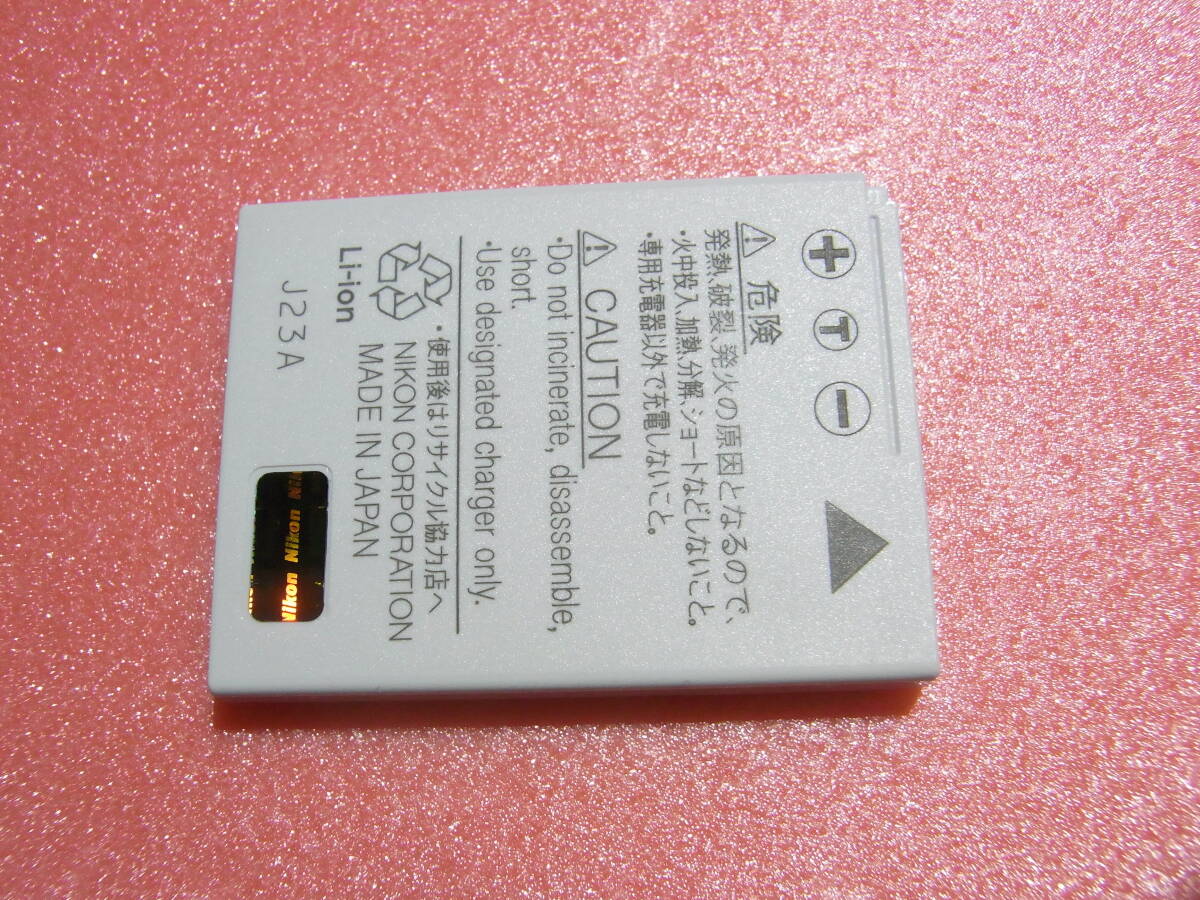 + T −
⚠ 危険
発熱、破裂、発火の原因となるので、
・火中投入、加熱、分解、ショートなどしないこと。
・専用充電器以外で充電しないこと。
⚠ CAUTION
・Do not incinerate, disassemble,
short.
・Use designated charger only.
・使用後はリサイクル協力店へ
NIKON CORPORATION
MADE IN JAPAN
Li-ion
J23A
Nikon Nikon Nik